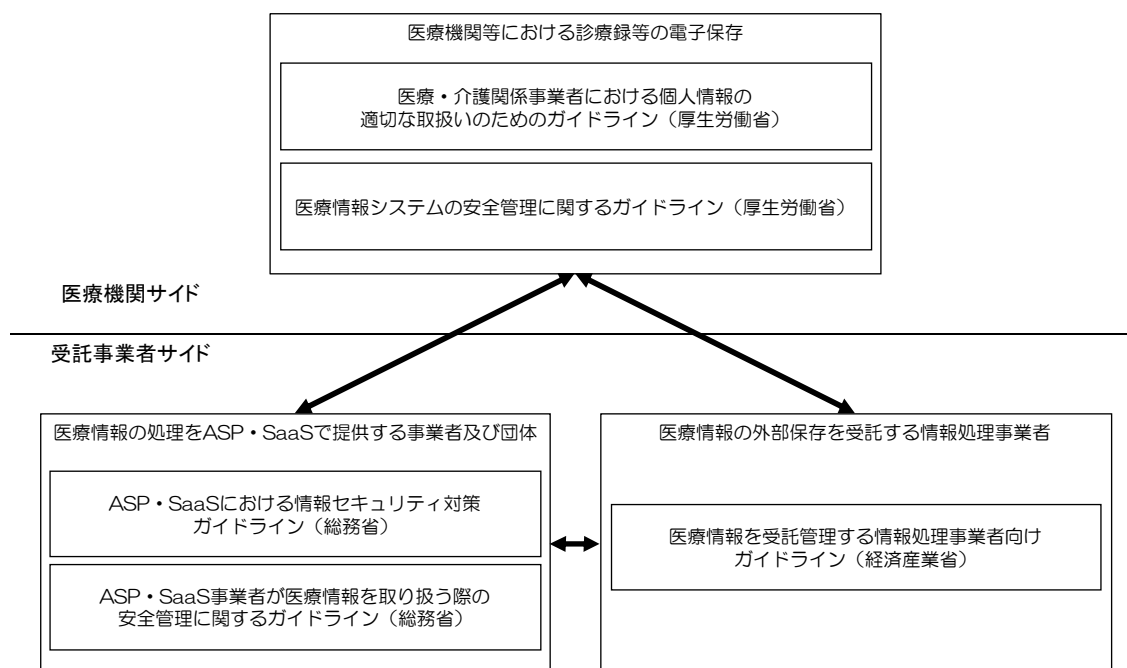 医療機関等における診療録等の電子保存
医療・介護関係事業者における個人情報の
適切な取扱いのためのガイドライン（厚生労働省）
医療情報システムの安全管理に関するガイドライン（厚生労働省）
医療機関サイド
受託事業者サイド
医療情報の処理をASP・SaaSで提供する事業者及び団体
ASP・SaaSにおける情報セキュリティ対策
ガイドライン（総務省）
ASP・SaaS事業者が医療情報を取り扱う際の
安全管理に関するガイドライン（総務省）
医療情報の外部保存を受託する情報処理事業者
医療情報を受託管理する情報処理事業者向け
ガイドライン（経済産業省）